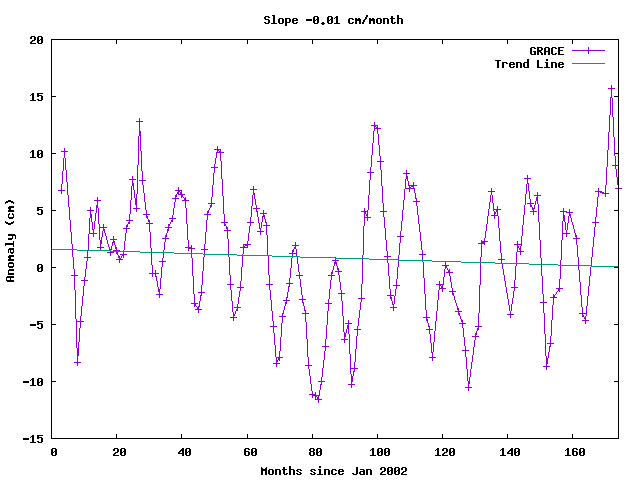 Slope -0.01 cm/month
GRACE
Trend Line
Anomaly (cm)
20
15
10
5
0
-5
-10
-15
0 20 40 60 80 100 120 140 160
Months since Jan 2002